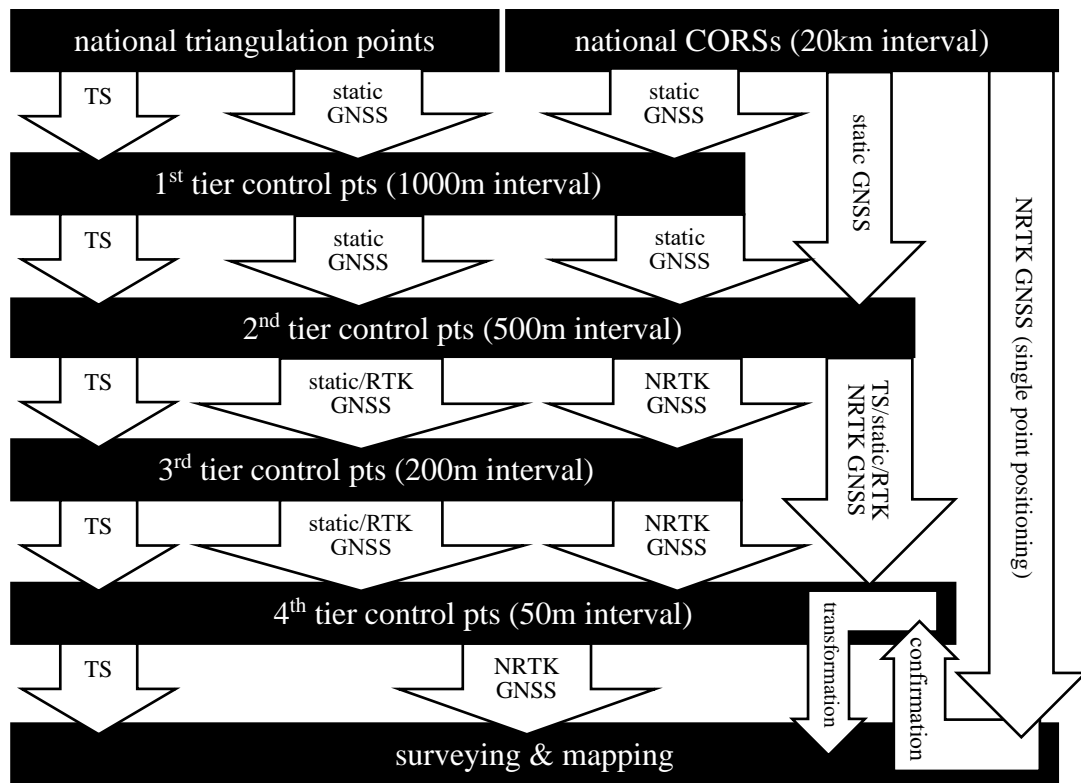 national triangulation points
national CORSs (20km interval)
TS
static
GNSS
static
GNSS
static GNSS
NRTK GNSS (single point positioning)
1st tier control pts (1000m interval)
TS
static
GNSS
static
GNSS
2nd tier control pts (500m interval)
TS
static/RTK
GNSS
NRTK
GNSS
TS/static/RTK
NRTK GNSS
3rd tier control pts (200m interval)
TS
static/RTK
GNSS
NRTK
GNSS
4th tier control pts (50m interval)
TS
NRTK
GNSS
transformation
confirmation
surveying & mapping